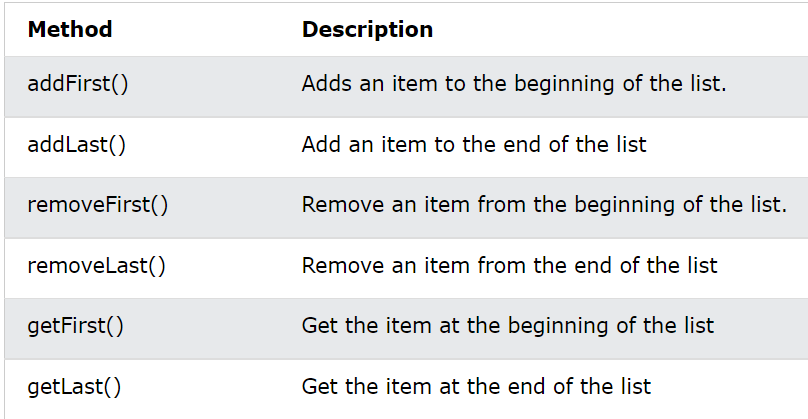 Method Description
addFirst() Adds an item to the beginning of the list.
addLast() Add an item to the end of the list
removeFirst() Remove an item from the beginning of the list.
removeLast() Remove an item from the end of the list
getFirst() Get the item at the beginning of the list
getLast() Get the item at the end of the list